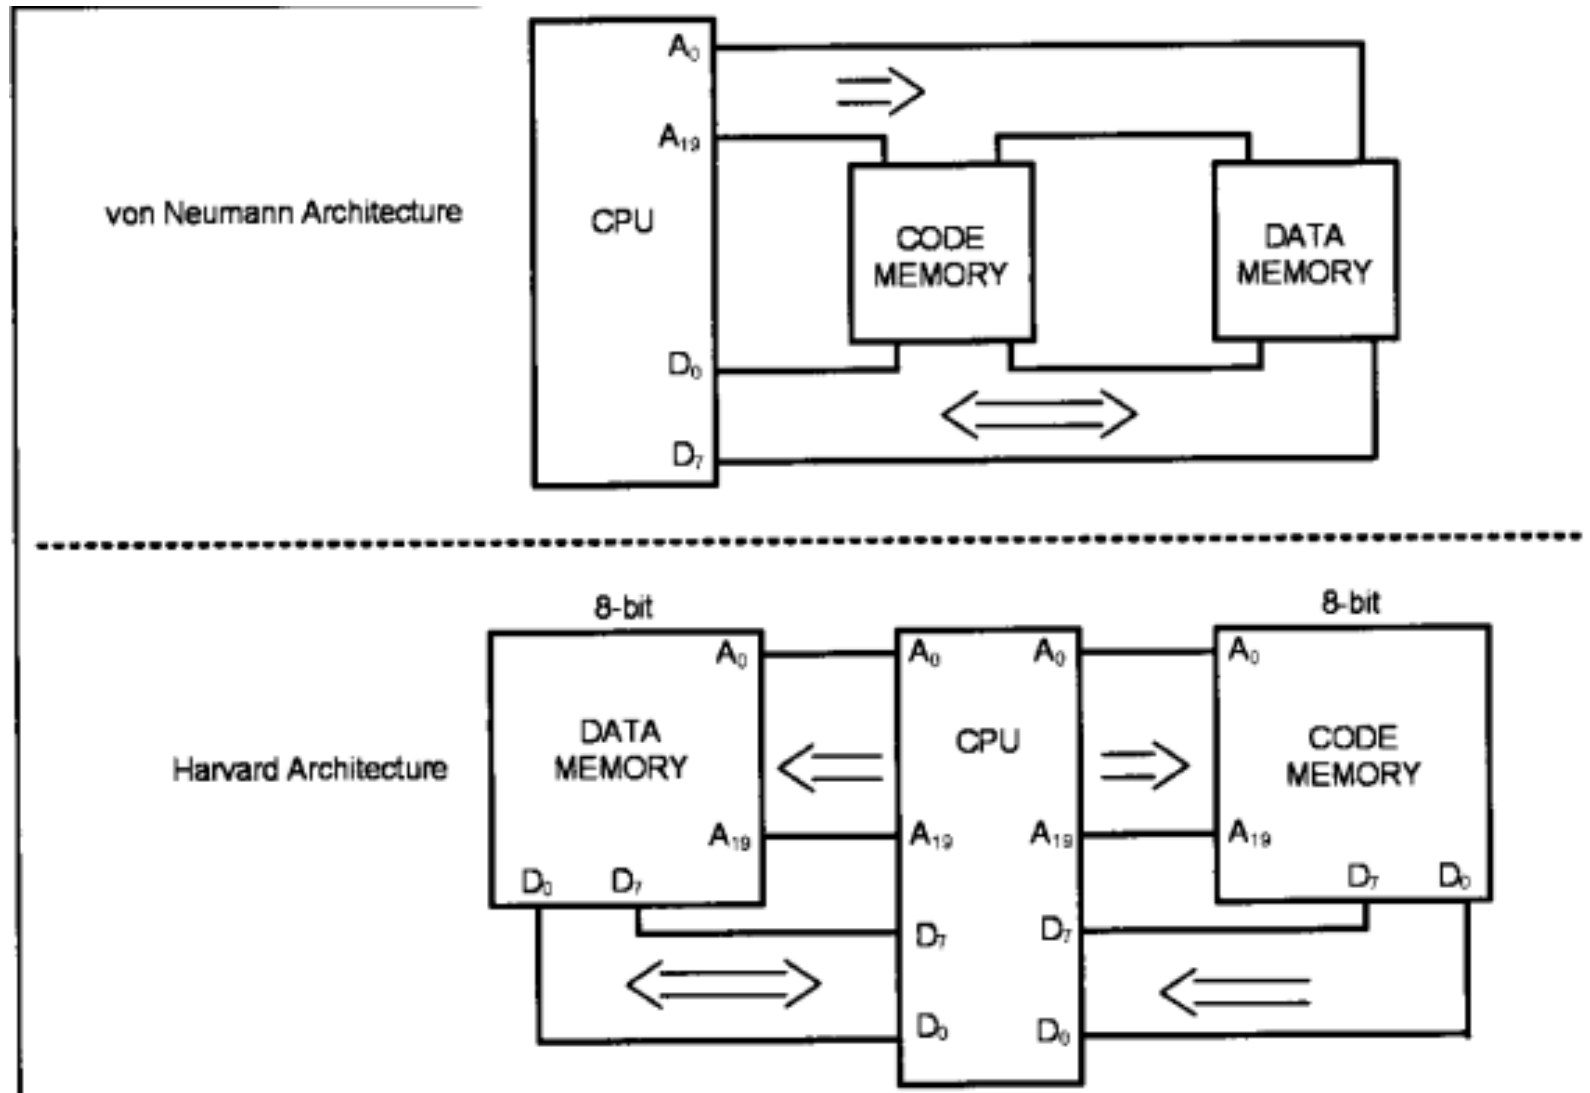 A₀
A₁₉
von Neumann Architecture
CPU
CODE
MEMORY
DATA
MEMORY
D₀
D₇
8-bit
8-bit
A₀
A₀
A₀
A₀
DATA
MEMORY
CPU
CODE
MEMORY
Harvard Architecture
A₁₉
A₁₉
A₁₉
A₁₉
D₀
D₇
D₇
D₀
D₇
D₇
D₀
D₀